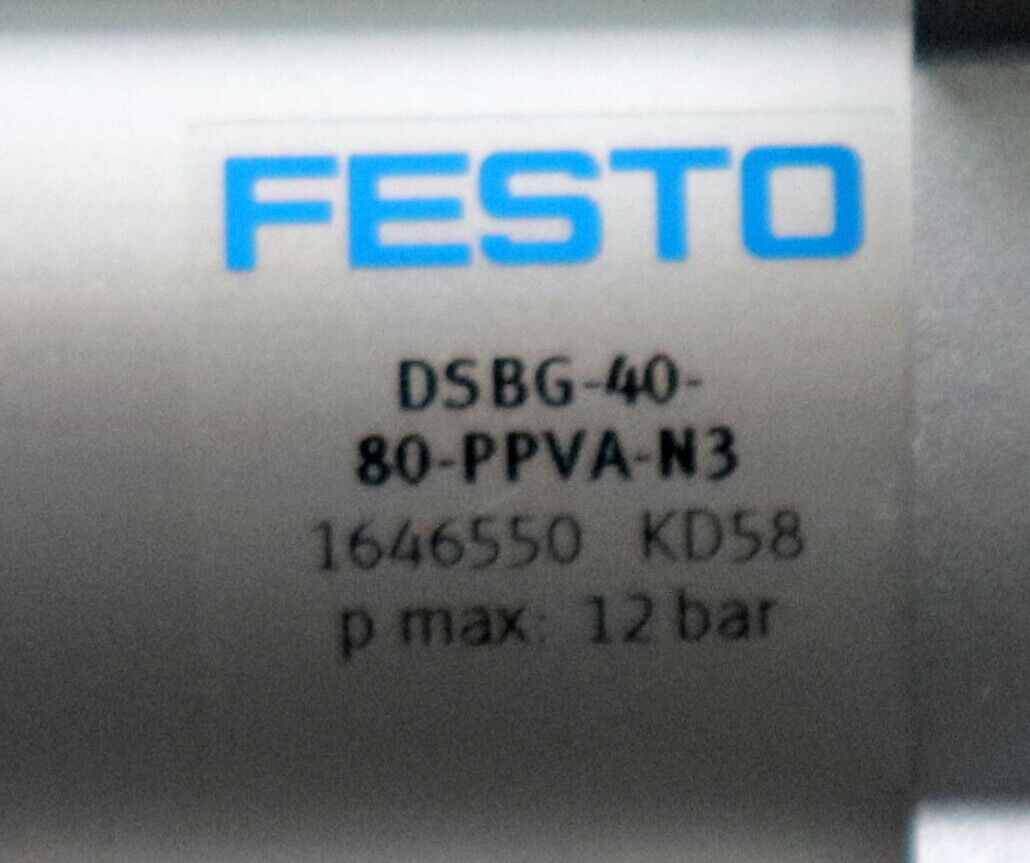 FESTO
DSBG-40-
80-PPVA-N3
1646550 KD58
p max: 12 bar